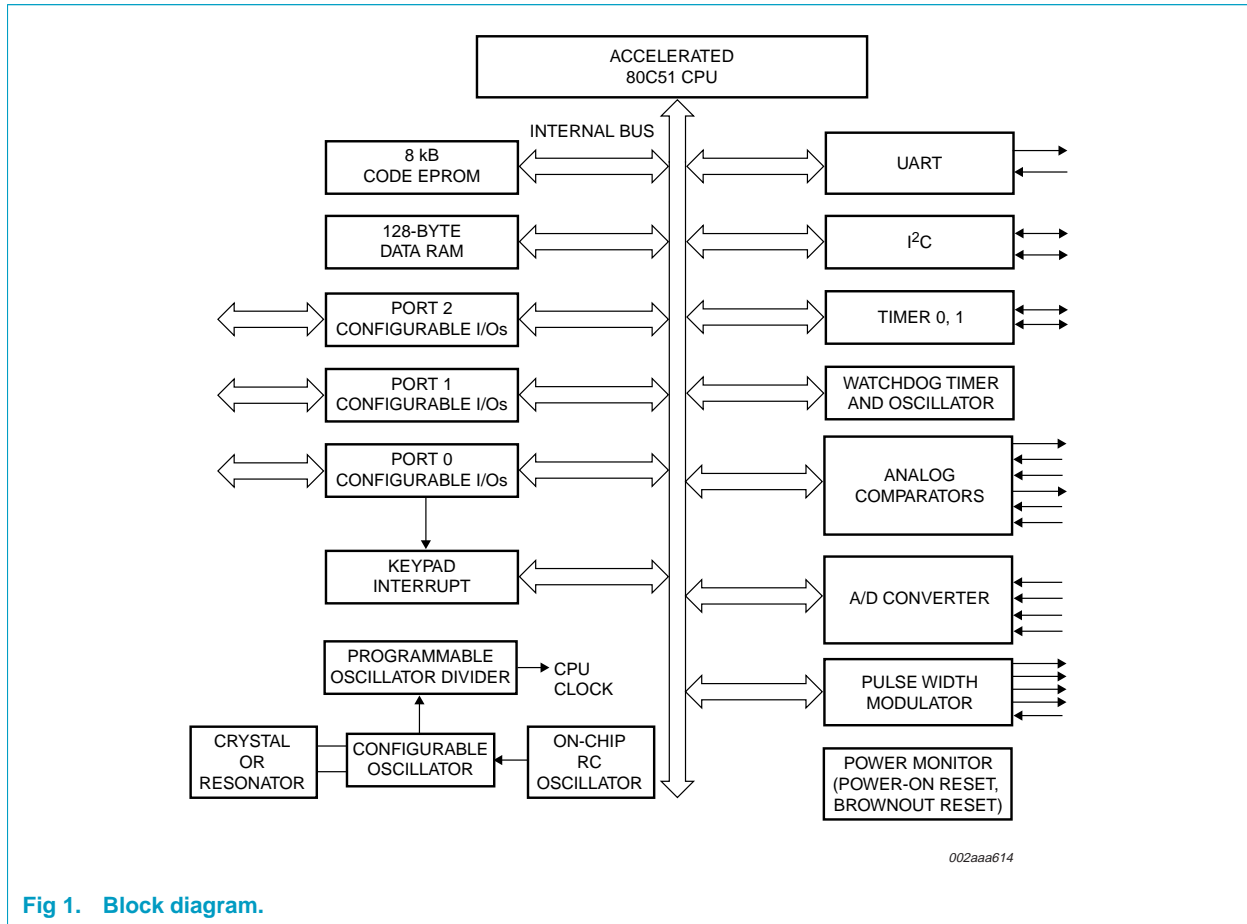 ACCELERATED
80C51 CPU
INTERNAL BUS
8 kB
CODE EPROM
UART
128-BYTE
DATA RAM
I²C
PORT 2
CONFIGURABLE I/Os
TIMER 0, 1
PORT 1
CONFIGURABLE I/Os
WATCHDOG TIMER
AND OSCILLATOR
PORT 0
CONFIGURABLE I/Os
ANALOG
COMPARATORS
KEYPAD
INTERRUPT
A/D CONVERTER
PROGRAMMABLE
OSCILLATOR DIVIDER
CPU
CLOCK
PULSE WIDTH
MODULATOR
CRYSTAL
OR
RESONATOR
CONFIGURABLE
OSCILLATOR
ON-CHIP
RC
OSCILLATOR
POWER MONITOR
(POWER-ON RESET,
BROWNOUT RESET)
002aaa614
Fig 1. Block diagram.